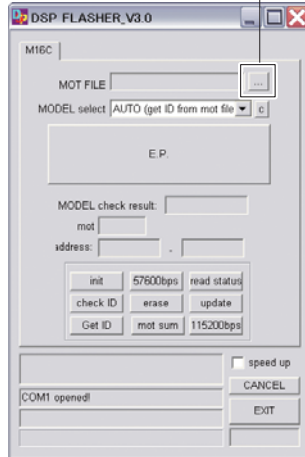 DSP FLASHER_V3.0
M16C
MOT FILE ...
MODEL select AUTO (get ID from mot file c
E.P.
MODEL check result:
mot
address: -
init 57600bps read status
check ID erase update
Get ID mot sum 115200bps
speed up
CANCEL
COM1 opened!
EXIT